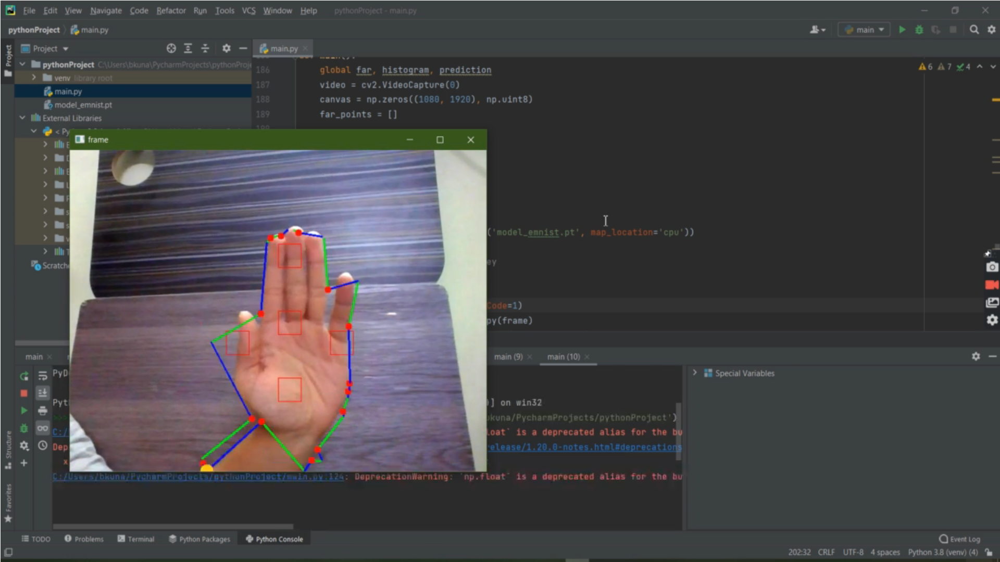 File Edit View Navigate Code Refactor Run Tools VCS Window Help pythonProject - main.py
pythonProject main.py
main
Project
Project
main.py
pythonProject C:\Users\bkuna\PycharmProjects\pythonProje
186 global far, histogram, prediction
6 7 4
venv library root
187 video = cv2.VideoCapture(0)
main.py
188 canvas = np.zeros((1080, 1920), np.uint8)
model_emnist.pt
189 far_points = []
External Libraries
< Py
frame
('model_emnist.pt', map_location='cpu'))
ey
Scratche
Code=1)
py(frame)
main
main (9)
main (10)
PyD
Special Variables
Pyt
)] on win32
>>>
kuna/PycharmProjects/pythonProject')
C:/
loat` is a deprecated alias for the bu
Dep
elease/1.20.0-notes.html#deprecations
x
C:/Users/bkuna/PycharmProjects/pythonProject/main.py:124: DeprecationWarning: `np.float` is a deprecated alias for the bu
Structure
Favorites
TODO Problems Terminal Python Packages Python Console Event Log
202:32 CRLF UTF-8 4 spaces Python 3.8 (venv) (4)